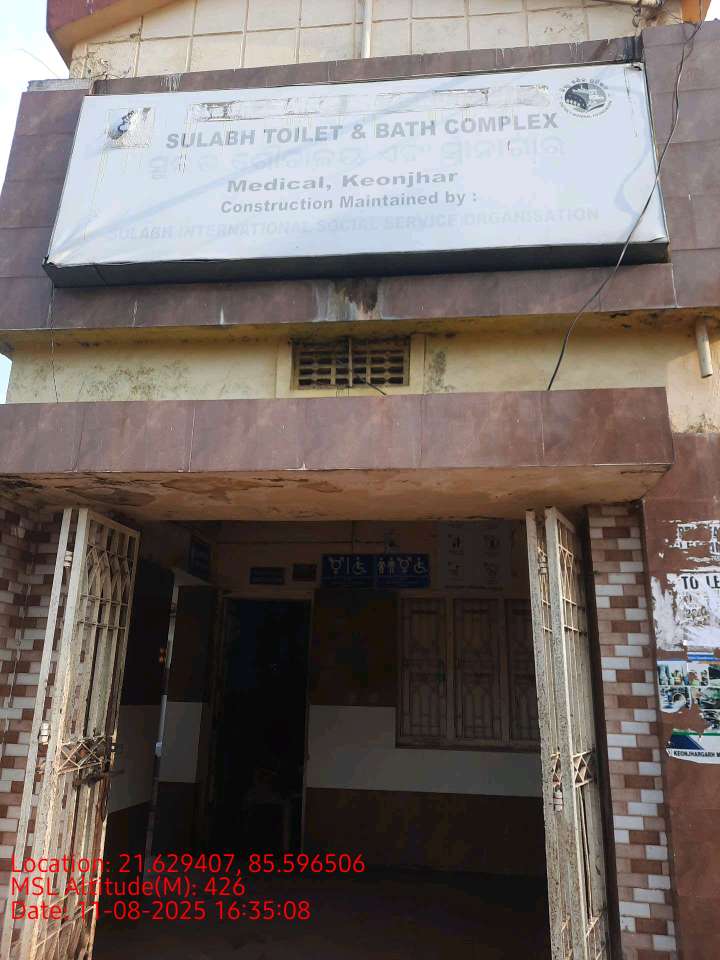 SULABH TOILET & BATH COMPLEX
Medical, Keonjhar
Construction Maintained by :
SULABH INTERNATIONAL SOCIAL SERVICE ORGANISATION
TO LE
KEONJHARGARH M
Location: 21.629407, 85.596506
MSL Altitude(M): 426
Date: 11-08-2025 16:35:08